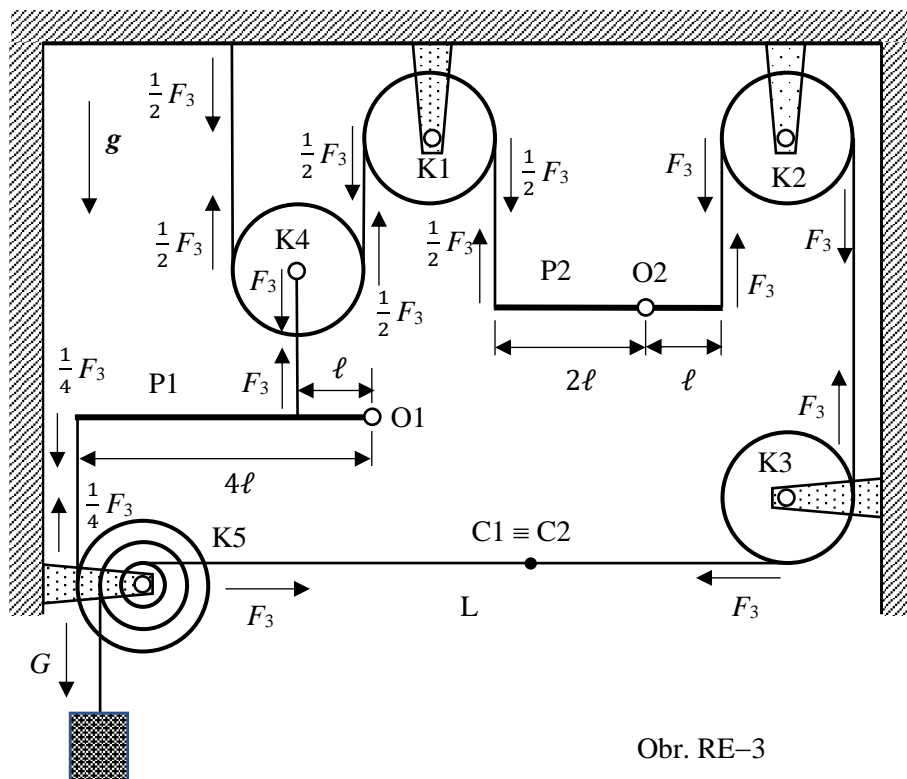 ½ F₃
g
½ F₃
K1
½ F₃
F₃
K2
½ F₃
K4
F₃
½ F₃
P2
O2
F₃
F₃
½ F₃
¼ F₃
P1
F₃
ℓ
O1
2ℓ
ℓ
F₃
4ℓ
K3
¼ F₃
K5
C1 ≡ C2
F₃
L
F₃
G
Obr. RE–3